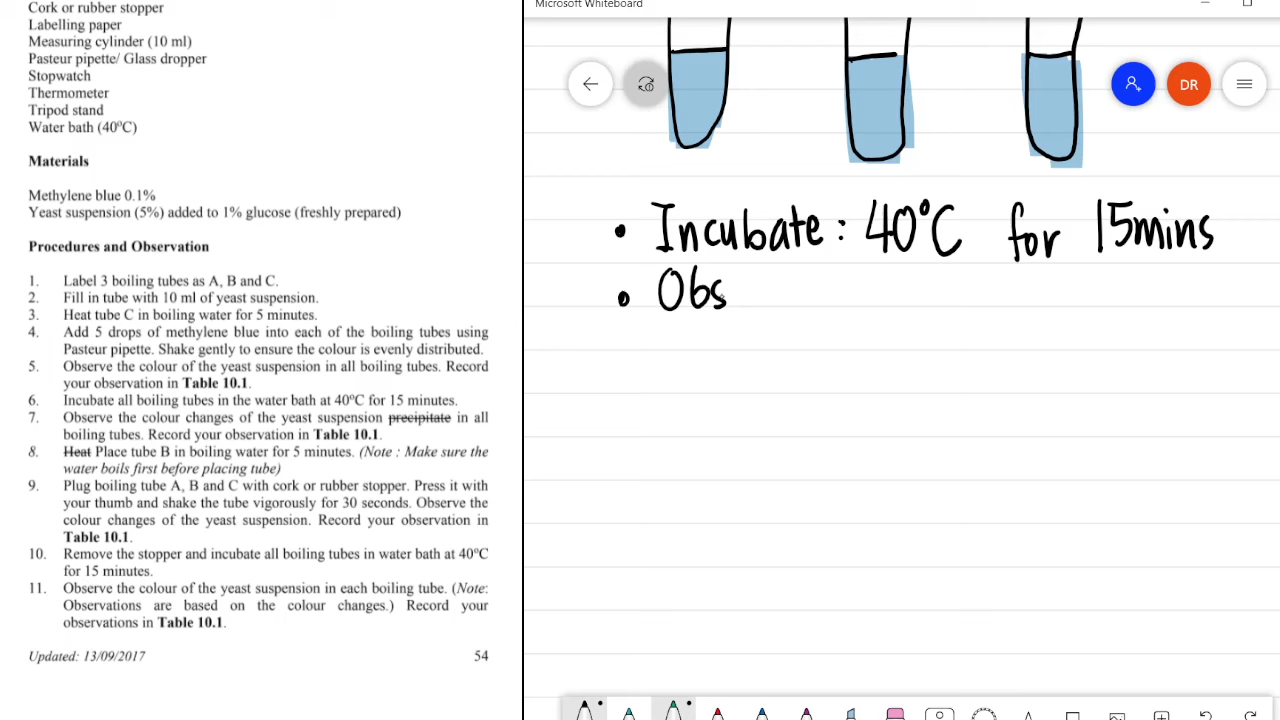 Cork or rubber stopper
Labelling paper
Measuring cylinder (10 ml)
Pasteur pipette/ Glass dropper
Stopwatch
Thermometer
Tripod stand
Water bath (40°C)
Materials
Methylene blue 0.1%
Yeast suspension (5%) added to 1% glucose (freshly prepared)
Procedures and Observation
1. Label 3 boiling tubes as A, B and C.
2. Fill in tube with 10 ml of yeast suspension.
3. Heat tube C in boiling water for 5 minutes.
4. Add 5 drops of methylene blue into each of the boiling tubes using
Pasteur pipette. Shake gently to ensure the colour is evenly distributed.
5. Observe the colour of the yeast suspension in all boiling tubes. Record
your observation in Table 10.1.
6. Incubate all boiling tubes in the water bath at 40°C for 15 minutes.
7. Observe the colour changes of the yeast suspension precipitate in all
boiling tubes. Record your observation in Table 10.1.
8. Heat Place tube B in boiling water for 5 minutes. (Note : Make sure the
water boils first before placing tube)
9. Plug boiling tube A, B and C with cork or rubber stopper. Press it with
your thumb and shake the tube vigorously for 30 seconds. Observe the
colour changes of the yeast suspension. Record your observation in
Table 10.1.
10. Remove the stopper and incubate all boiling tubes in water bath at 40°C
for 15 minutes.
11. Observe the colour of the yeast suspension in each boiling tube. (Note:
Observations are based on the colour changes.) Record your
observations in Table 10.1.
Updated: 13/09/2017 54
Microsoft Whiteboard
DR
• Incubate : 40°C for 15mins
• Obs